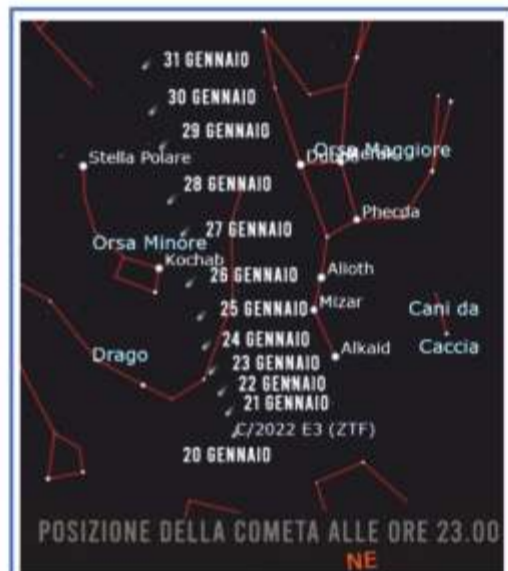 31 GENNAIO
30 GENNAIO
29 GENNAIO
Stella Polare
Orsa Maggiore
28 GENNAIO
Phecda
27 GENNAIO
Orsa Minore
Kochab
26 GENNAIO
Alioth
25 GENNAIO
Mizar
Cani da
Caccia
24 GENNAIO
Drago
Alkaid
23 GENNAIO
22 GENNAIO
21 GENNAIO
C/2022 E3 (ZTF)
20 GENNAIO
POSIZIONE DELLA COMETA ALLE ORE 23.00
NE